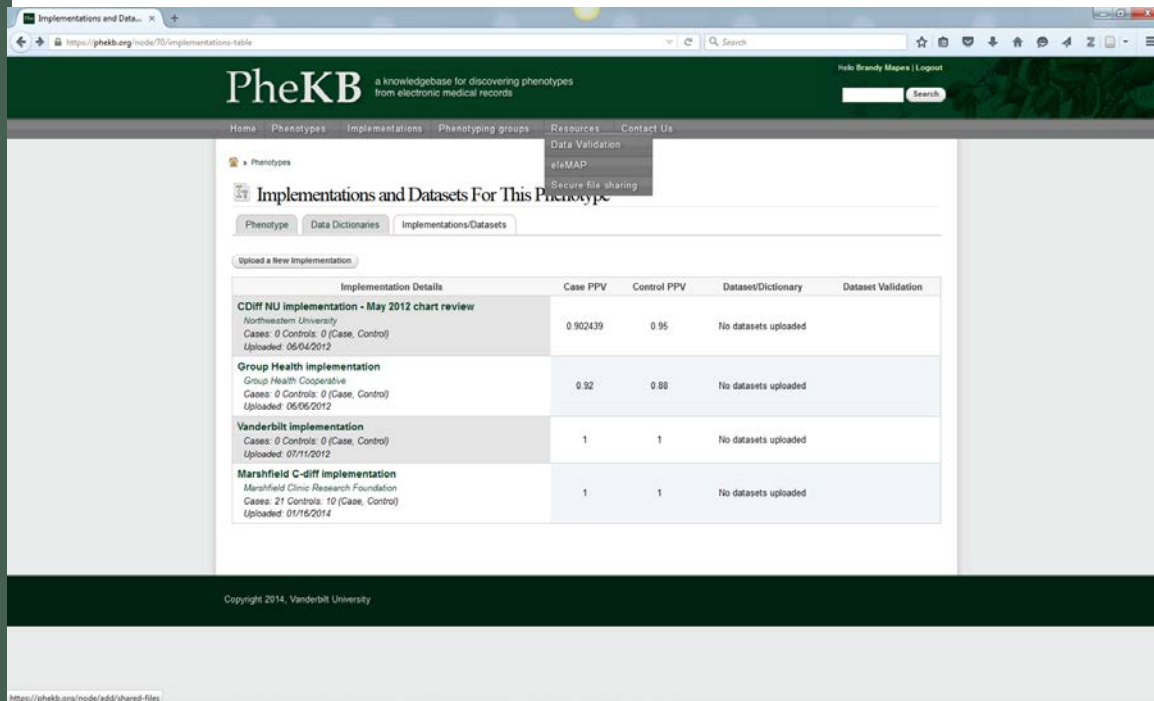 Implementations and Data...
https://phekb.org/node/70/implementations-table
Search
PheKB
a knowledgebase for discovering phenotypes
from electronic medical records
Hello Brandy Mapes | Logout
Search
Home Phenotypes Implementations Phenotyping groups Resources Contact Us
Data Validation
eleMAP
Secure file sharing
» Phenotypes
Implementations and Datasets For This Phenotype
Phenotype Data Dictionaries Implementations/Datasets
Upload a New Implementation
Implementation Details Case PPV Control PPV Dataset/Dictionary Dataset Validation
CDiff NU implementation - May 2012 chart review
Northwestern University
Cases: 0 Controls: 0 (Case, Control)
Uploaded: 06/04/2012
0.902439 0.95 No datasets uploaded
Group Health implementation
Group Health Cooperative
Cases: 0 Controls: 0 (Case, Control)
Uploaded: 06/06/2012
0.92 0.88 No datasets uploaded
Vanderbilt implementation
Cases: 0 Controls: 0 (Case, Control)
Uploaded: 07/11/2012
1 1 No datasets uploaded
Marshfield C-diff implementation
Marshfield Clinic Research Foundation
Cases: 21 Controls: 10 (Case, Control)
Uploaded: 01/16/2014
1 1 No datasets uploaded
Copyright 2014, Vanderbilt University
https://phekb.org/node/add/shared-files